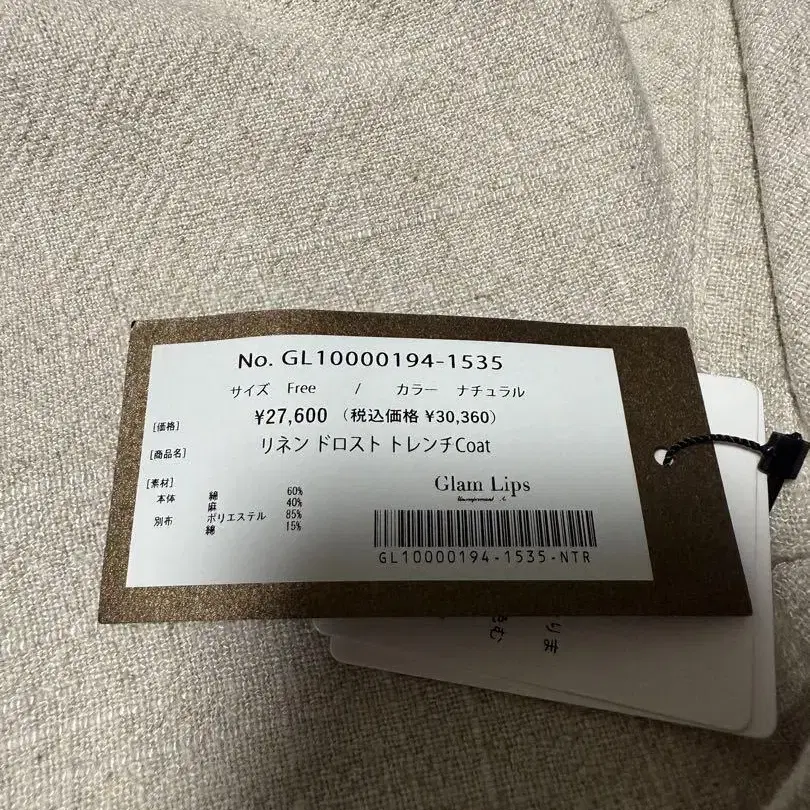 No. GL10000194-1535
サイズ Free / カラー ナチュラル
[価格] ¥27,600 (税込価格 ¥30,360)
[商品名] リネン ドロスト トレンチCoat
[素材]
本体 綿 60%
麻 40%
別布 ポリエステル 85%
綿 15%
Glam Lips
GL10000194-1535-NTR
りま